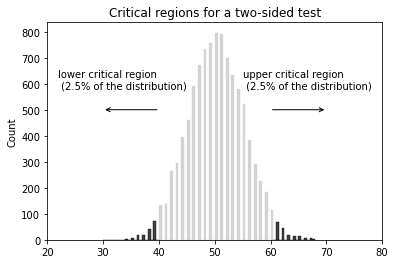 Critical regions for a two-sided test
800
700
600
500
400
300
200
100
0
Count
lower critical region
(2.5% of the distribution)
upper critical region
(2.5% of the distribution)
20 30 40 50 60 70 80